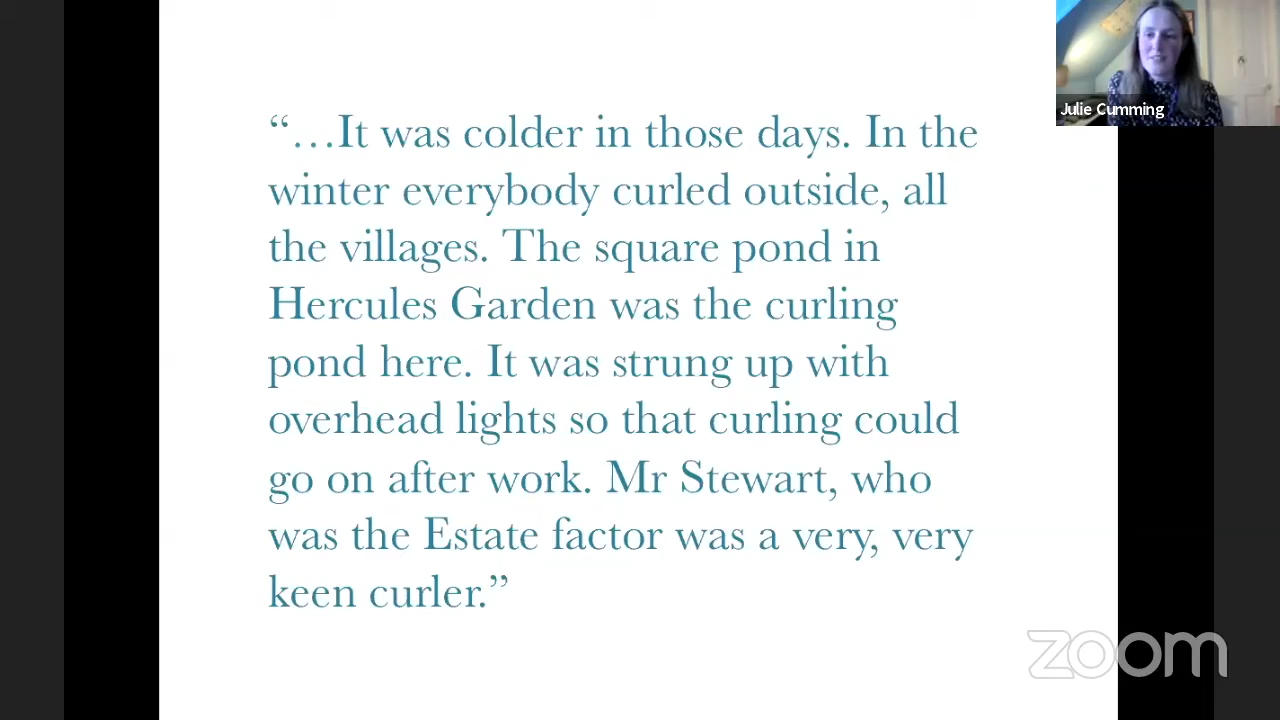 Julie Cumming
“…It was colder in those days. In the
winter everybody curled outside, all
the villages. The square pond in
Hercules Garden was the curling
pond here. It was strung up with
overhead lights so that curling could
go on after work. Mr Stewart, who
was the Estate factor was a very, very
keen curler.”
zoom